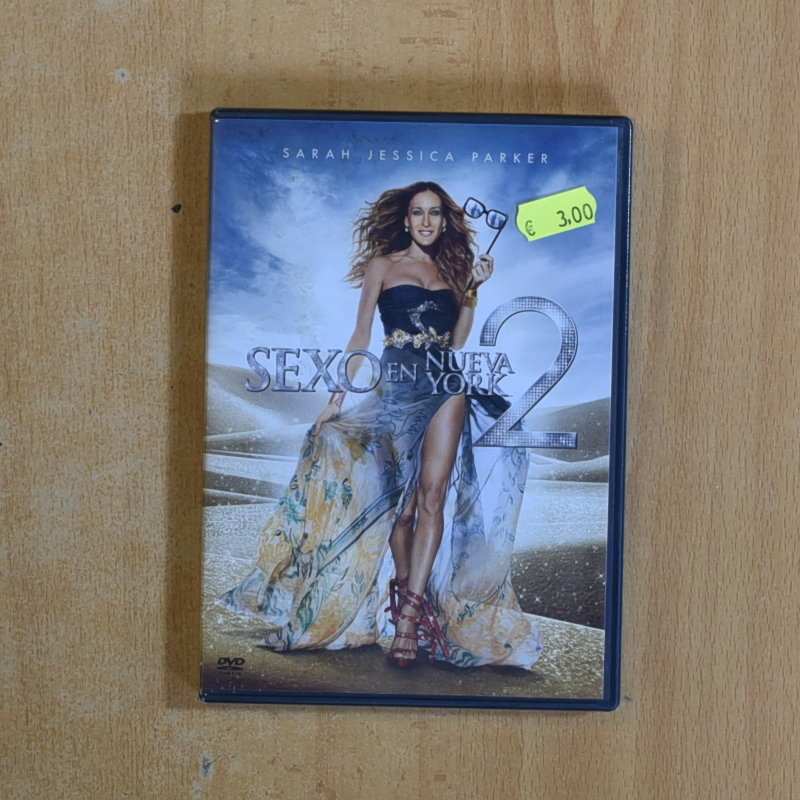 SARAH JESSICA PARKER
€ 3,00
SEXO EN NUEVA YORK 2
DVD